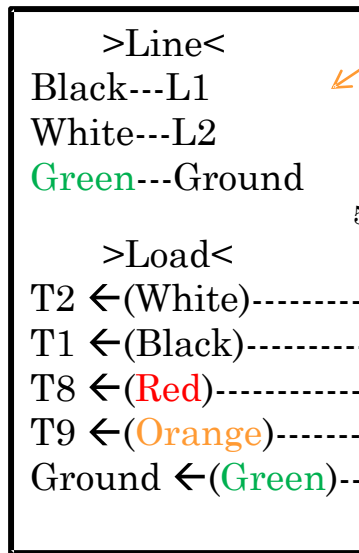 >Line<
Black---L1
White---L2
Green---Ground
>Load<
T2 ←(White)---------
T1 ←(Black)---------
T8 ←(Red)------------
T9 ←(Orange)-------
Ground ←(Green)--